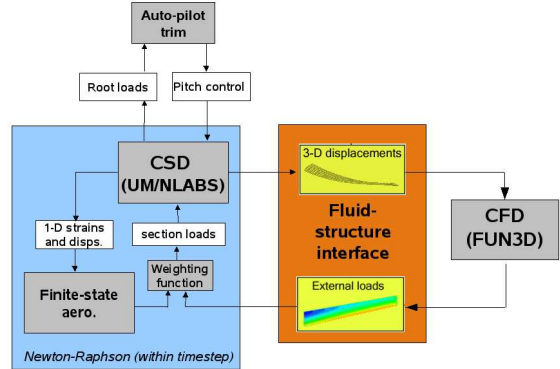 Auto-pilot
trim
Root loads
Pitch control
CSD
(UM/NLABS)
3-D displacements
1-D strains
and disps.
section loads
Fluid-
structure
interface
CFD
(FUN3D)
Weighting
function
Finite-state
aero.
External loads
Newton-Raphson (within timestep)